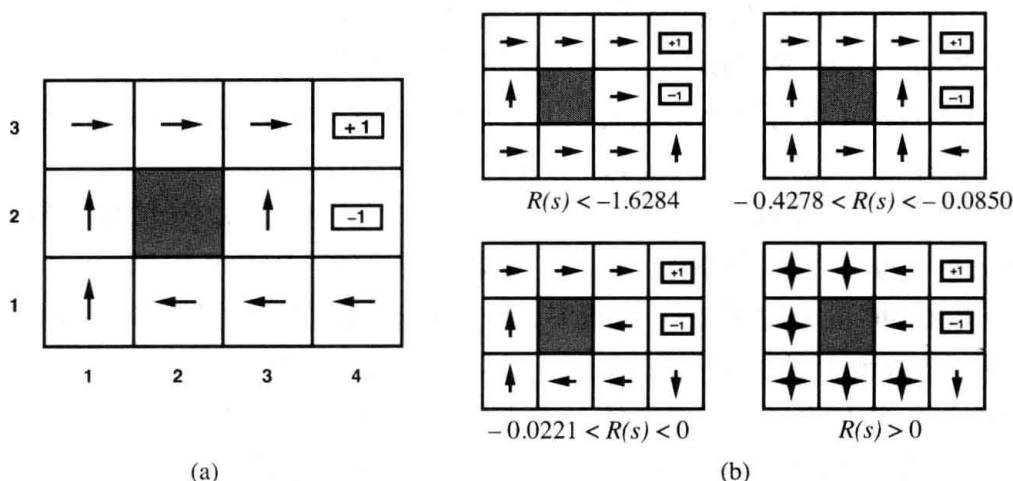 3
+ 1
2
–1
1
1 2 3 4
(a)
+1
–1
R(s) < –1.6284
+1
–1
– 0.4278 < R(s) < – 0.0850
+1
–1
– 0.0221 < R(s) < 0
+1
–1
R(s) > 0
(b)